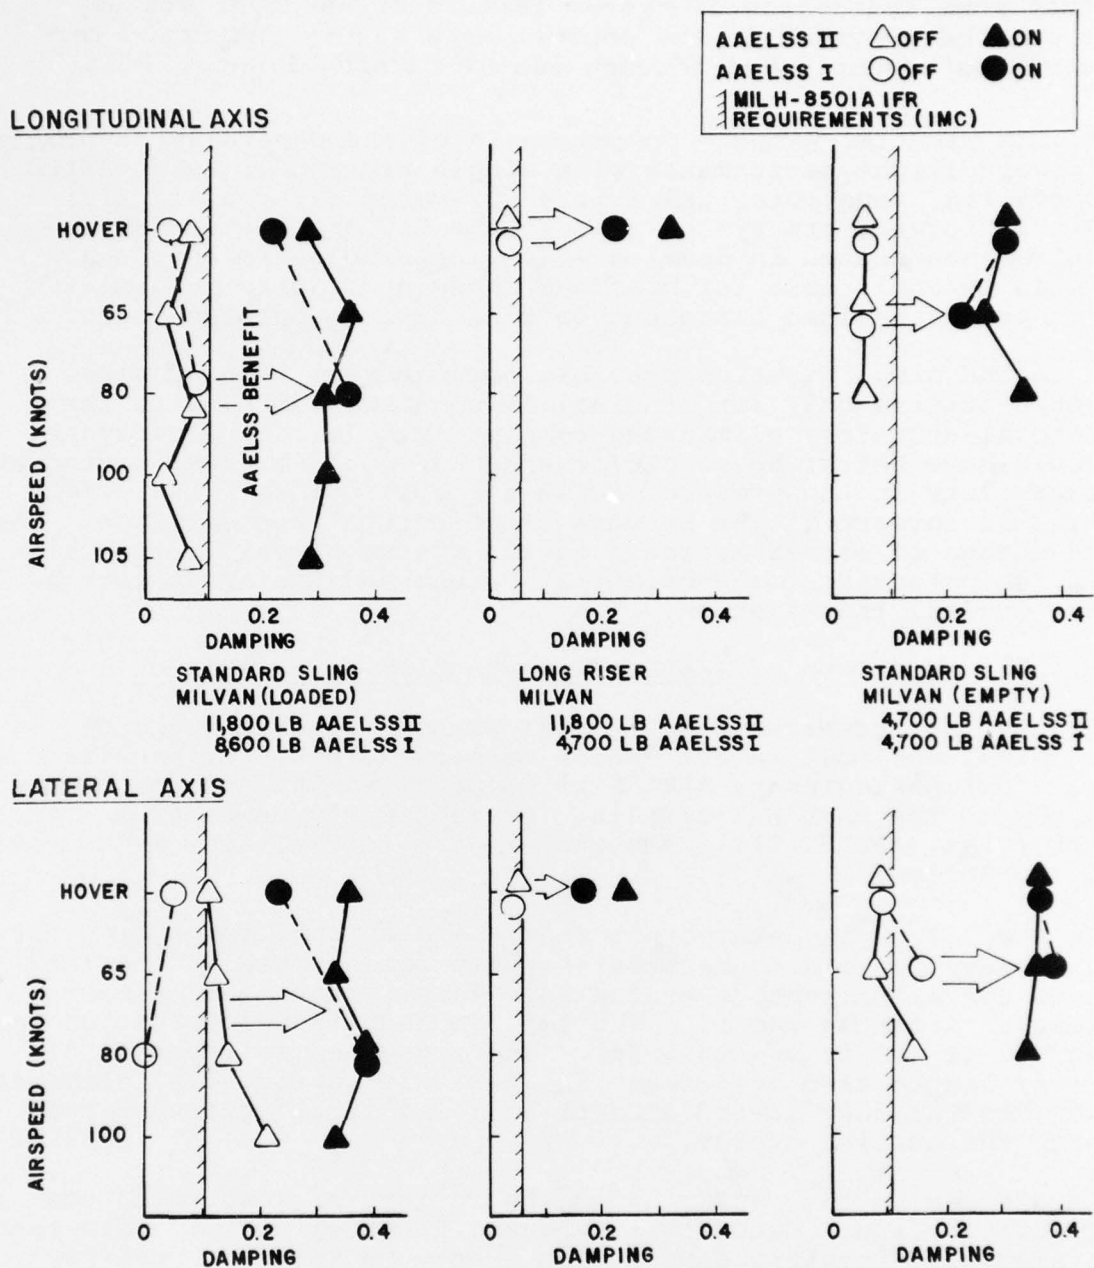 AAELSS II OFF ON
AAELSS I OFF ON
MIL H-8501A IFR
REQUIREMENTS (IMC)
LONGITUDINAL AXIS
AIRSPEED (KNOTS)
HOVER
65
80
100
105
AAELSS BENEFIT
0 0.2 0.4
DAMPING
STANDARD SLING
MILVAN (LOADED)
11,800 LB AAELSS II
8,600 LB AAELSS I
0 0.2 0.4
DAMPING
LONG RISER
MILVAN
11,800 LB AAELSS II
4,700 LB AAELSS I
0 0.2 0.4
DAMPING
STANDARD SLING
MILVAN (EMPTY)
4,700 LB AAELSS II
4,700 LB AAELSS I
LATERAL AXIS
AIRSPEED (KNOTS)
HOVER
65
80
100
0 0.2 0.4
DAMPING
0 0.2 0.4
DAMPING
0 0.2 0.4
DAMPING